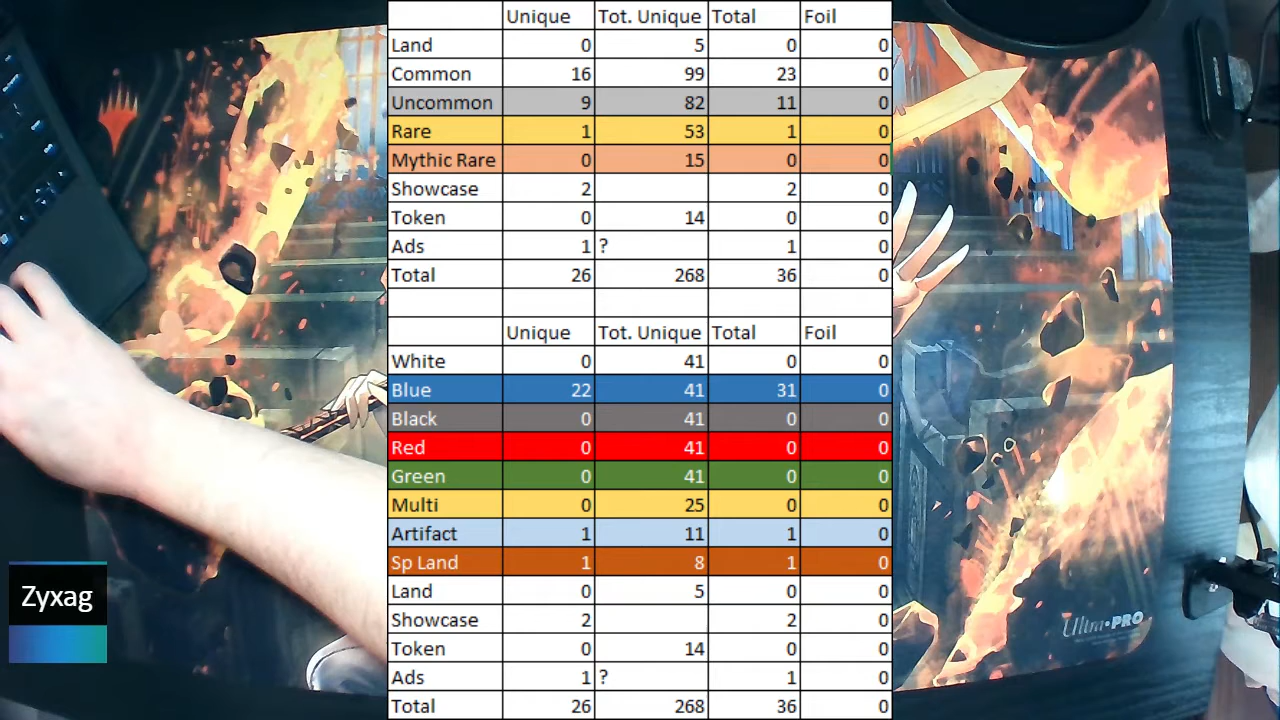 Unique Tot. Unique Total Foil
Land 0 5 0 0
Common 16 99 23 0
Uncommon 9 82 11 0
Rare 1 53 1 0
Mythic Rare 0 15 0 0
Showcase 2 2 0
Token 0 14 0 0
Ads 1 ? 1 0
Total 26 268 36 0
Unique Tot. Unique Total Foil
White 0 41 0 0
Blue 22 41 31 0
Black 0 41 0 0
Red 0 41 0 0
Green 0 41 0 0
Multi 0 25 0 0
Artifact 1 11 1 0
Sp Land 1 8 1 0
Land 0 5 0 0
Showcase 2 2 0
Token 0 14 0 0
Ads 1 ? 1 0
Total 26 268 36 0
Zyxag
Ultra•PRO